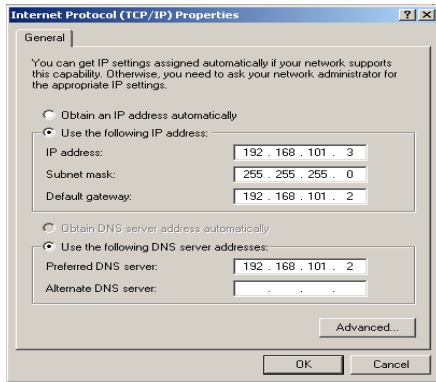 Internet Protocol (TCP/IP) Properties
General
You can get IP settings assigned automatically if your network supports
this capability. Otherwise, you need to ask your network administrator for
the appropriate IP settings.
Obtain an IP address automatically
Use the following IP address:
IP address: 192 . 168 . 101 . 3
Subnet mask: 255 . 255 . 255 . 0
Default gateway: 192 . 168 . 101 . 2
Obtain DNS server address automatically
Use the following DNS server addresses:
Preferred DNS server: 192 . 168 . 101 . 2
Alternate DNS server: . . .
Advanced...
OK Cancel